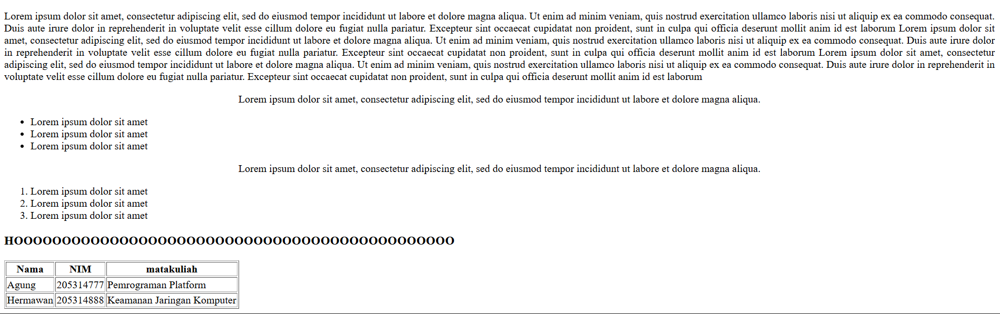 Lorem ipsum dolor sit amet, consectetur adipiscing elit, sed do eiusmod tempor incididunt ut labore et dolore magna aliqua. Ut enim ad minim veniam, quis nostrud exercitation ullamco laboris nisi ut aliquip ex ea commodo consequat.
Duis aute irure dolor in reprehenderit in voluptate velit esse cillum dolore eu fugiat nulla pariatur. Excepteur sint occaecat cupidatat non proident, sunt in culpa qui officia deserunt mollit anim id est laborum Lorem ipsum dolor sit
amet, consectetur adipiscing elit, sed do eiusmod tempor incididunt ut labore et dolore magna aliqua. Ut enim ad minim veniam, quis nostrud exercitation ullamco laboris nisi ut aliquip ex ea commodo consequat. Duis aute irure dolor
in reprehenderit in voluptate velit esse cillum dolore eu fugiat nulla pariatur. Excepteur sint occaecat cupidatat non proident, sunt in culpa qui officia deserunt mollit anim id est laborum Lorem ipsum dolor sit amet, consectetur
adipiscing elit, sed do eiusmod tempor incididunt ut labore et dolore magna aliqua. Ut enim ad minim veniam, quis nostrud exercitation ullamco laboris nisi ut aliquip ex ea commodo consequat. Duis aute irure dolor in reprehenderit in
voluptate velit esse cillum dolore eu fugiat nulla pariatur. Excepteur sint occaecat cupidatat non proident, sunt in culpa qui officia deserunt mollit anim id est laborum
Lorem ipsum dolor sit amet, consectetur adipiscing elit, sed do eiusmod tempor incididunt ut labore et dolore magna aliqua.
• Lorem ipsum dolor sit amet
• Lorem ipsum dolor sit amet
• Lorem ipsum dolor sit amet
Lorem ipsum dolor sit amet, consectetur adipiscing elit, sed do eiusmod tempor incididunt ut labore et dolore magna aliqua.
1. Lorem ipsum dolor sit amet
2. Lorem ipsum dolor sit amet
3. Lorem ipsum dolor sit amet
HOOOOOOOOOOOOOOOOOOOOOOOOOOOOOOOOOOOOOOOOOOOOOO
Nama NIM matakuliah
Agung 205314777 Pemrograman Platform
Hermawan 205314888 Keamanan Jaringan Komputer